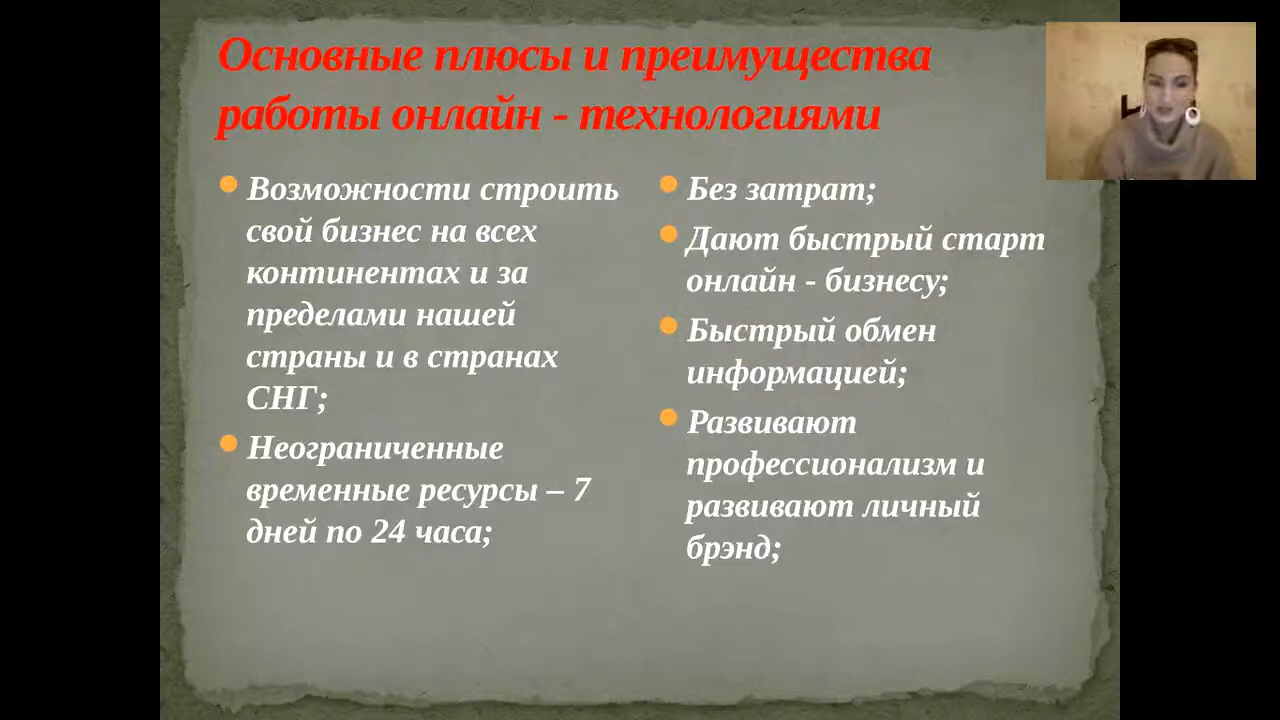 Основные плюсы и преимущества
работы онлайн - технологиями
Возможности строить
свой бизнес на всех
континентах и за
пределами нашей
страны и в странах
СНГ;
Неограниченные
временные ресурсы – 7
дней по 24 часа;
Без затрат;
Дают быстрый старт
онлайн - бизнесу;
Быстрый обмен
информацией;
Развивают
профессионализм и
развивают личный
брэнд;